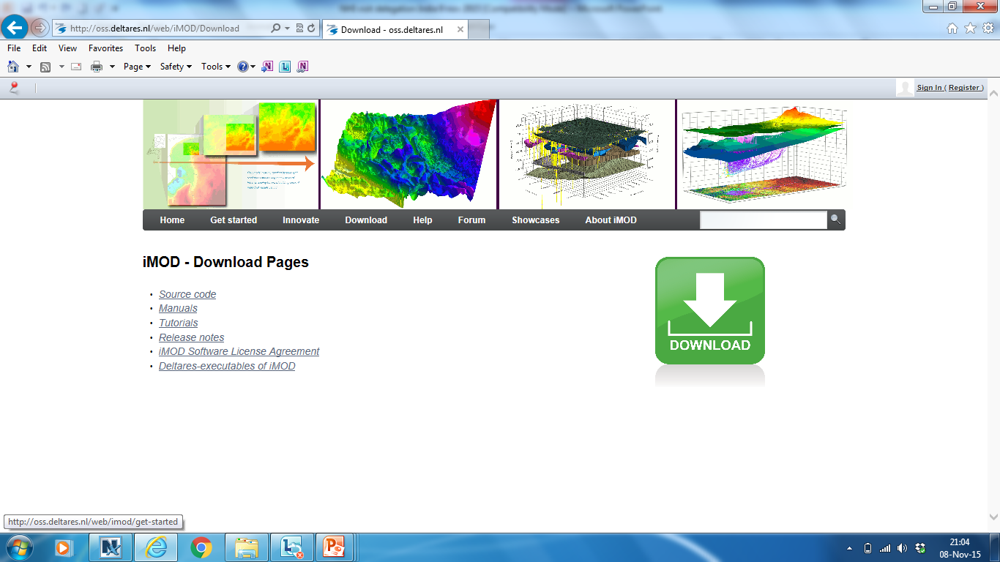 http://oss.deltares.nl/web/iMOD/Download
Download - oss.deltares.nl
File Edit View Favorites Tools Help
Page Safety Tools
Sign In ( Register )
Home Get started Innovate Download Help Forum Showcases About iMOD
iMOD - Download Pages
• Source code
• Manuals
• Tutorials
• Release notes
• iMOD Software License Agreement
• Deltares-executables of iMOD
DOWNLOAD
http://oss.deltares.nl/web/imod/get-started
21:04
08-Nov-15